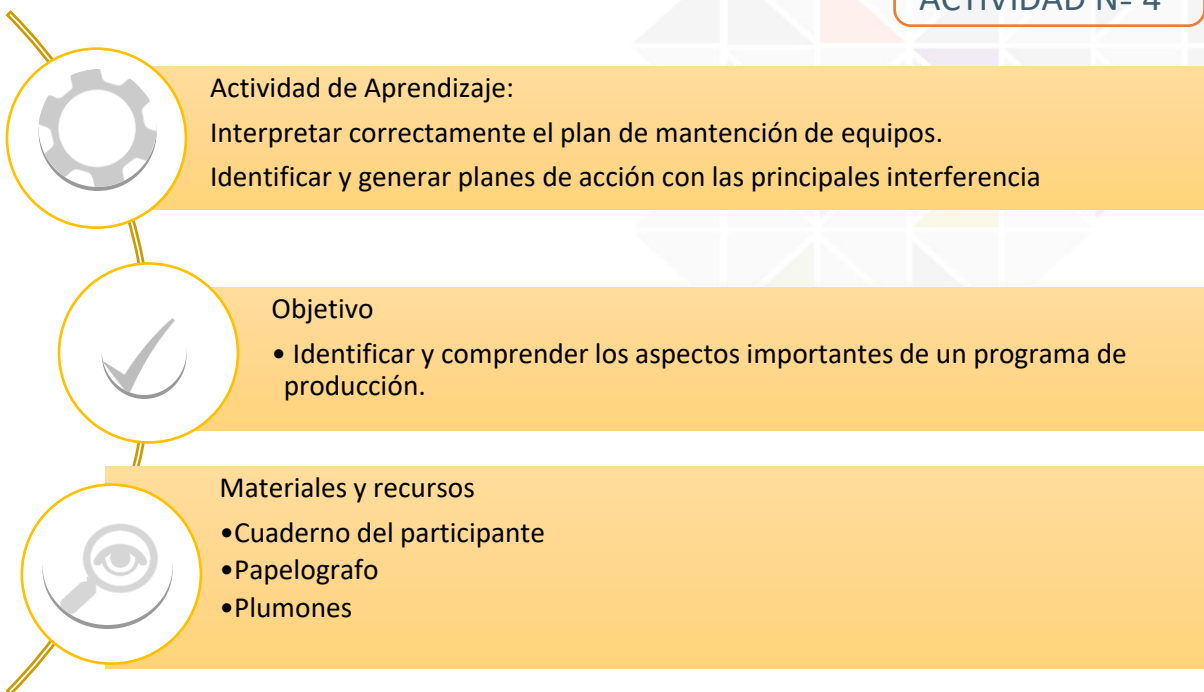 ACTIVIDAD N° 4
Actividad de Aprendizaje:
Interpretar correctamente el plan de mantención de equipos.
Identificar y generar planes de acción con las principales interferencia
Objetivo
• Identificar y comprender los aspectos importantes de un programa de
producción.
Materiales y recursos
•Cuaderno del participante
•Papelografo
•Plumones